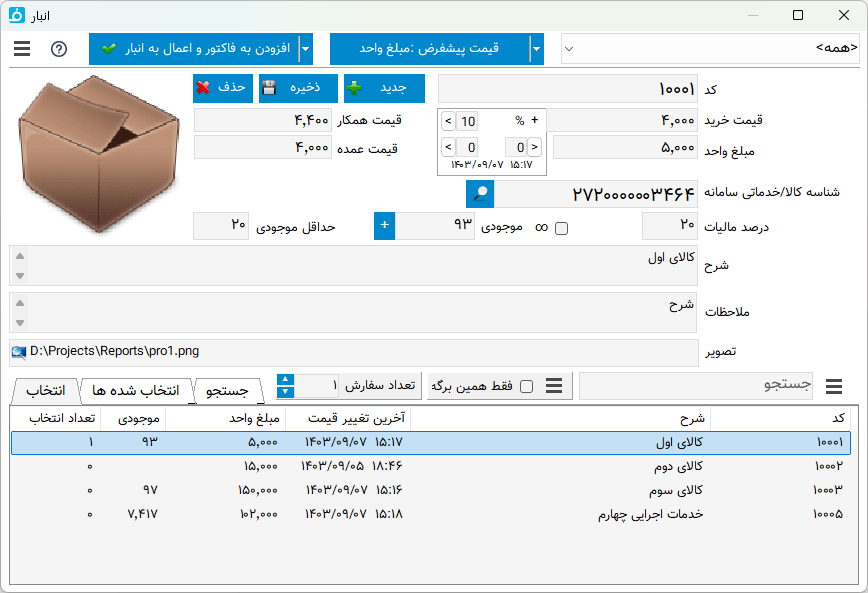 انبار
<همه>
قیمت پیشفرض :مبلغ واحد
افزودن به فاکتور و اعمال به انبار
کد ۱۰۰۰۱
جدید ذخیره حذف
قیمت خرید ۴,۰۰۰
+ % 10 <
قیمت همکار ۴,۴۰۰
مبلغ واحد ۵,۰۰۰
< 0 0 >
۱۴۰۳/۰۹/۰۷ ۱۵:۱۷
قیمت عمده ۴,۰۰۰
شناسه کالا/خدماتی سامانه ۲۷۲۰۰۰۰۰۰۳۴۶۴
درصد مالیات ۲۰
∞ موجودی ۹۳ +
حداقل موجودی ۲۰
شرح کالای اول
ملاحظات شرح
تصویر D:\Projects\Reports\pro1.png
جستجو
فقط همین برگه
تعداد سفارش ۱
جستجو انتخاب شده ها انتخاب
کد شرح آخرین تغییر قیمت مبلغ واحد موجودی تعداد انتخاب
۱۰۰۰۱ کالای اول ۱۴۰۳/۰۹/۰۷ ۱۵:۱۷ ۵,۰۰۰ ۹۳ ۱
۱۰۰۰۲ کالای دوم ۱۴۰۳/۰۹/۰۵ ۱۸:۴۶ ۱۵,۰۰۰ ۰
۱۰۰۰۳ کالای سوم ۱۴۰۳/۰۹/۰۷ ۱۵:۱۶ ۱۵۰,۰۰۰ ۹۷ ۰
۱۰۰۰۵ خدمات اجرایی چهارم ۱۴۰۳/۰۹/۰۷ ۱۵:۱۸ ۱۰۲,۰۰۰ ۷,۴۱۷ ۰